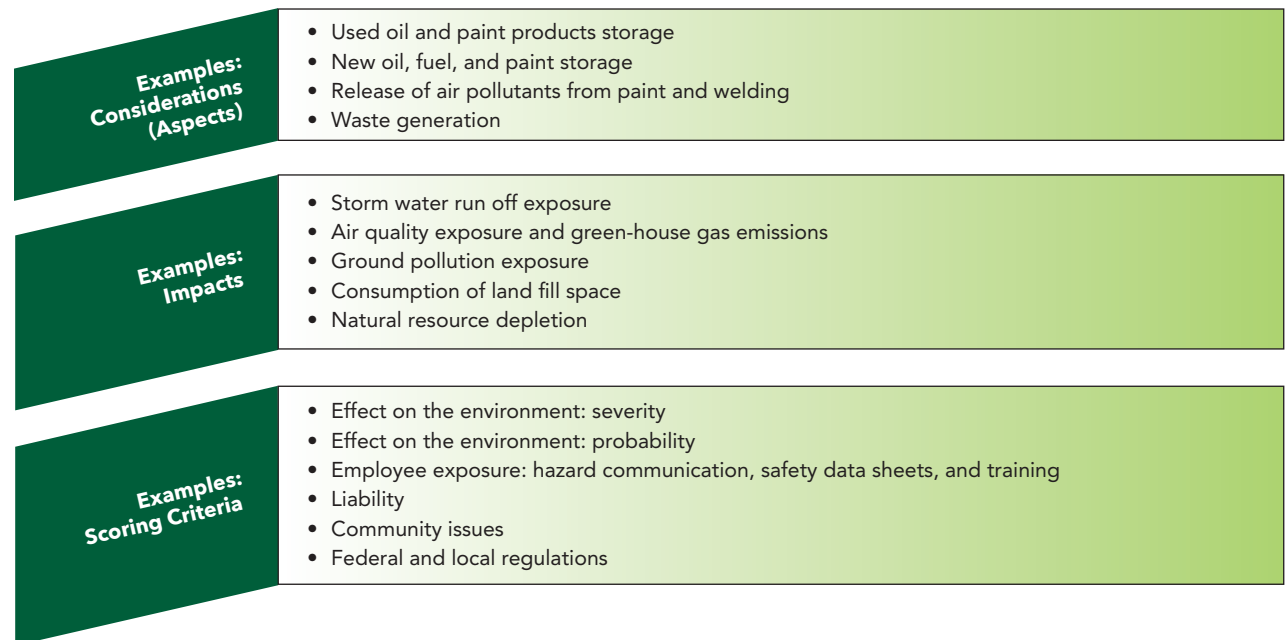 Examples:
Considerations
(Aspects)
• Used oil and paint products storage
• New oil, fuel, and paint storage
• Release of air pollutants from paint and welding
• Waste generation
Examples:
Impacts
• Storm water run off exposure
• Air quality exposure and green-house gas emissions
• Ground pollution exposure
• Consumption of land fill space
• Natural resource depletion
Examples:
Scoring Criteria
• Effect on the environment: severity
• Effect on the environment: probability
• Employee exposure: hazard communication, safety data sheets, and training
• Liability
• Community issues
• Federal and local regulations